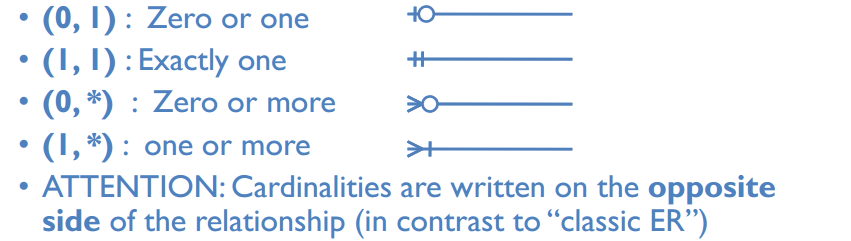 • (0, 1) : Zero or one
• (1, 1) : Exactly one
• (0, *) : Zero or more
• (1, *) : one or more
• ATTENTION: Cardinalities are written on the opposite
side of the relationship (in contrast to “classic ER”)